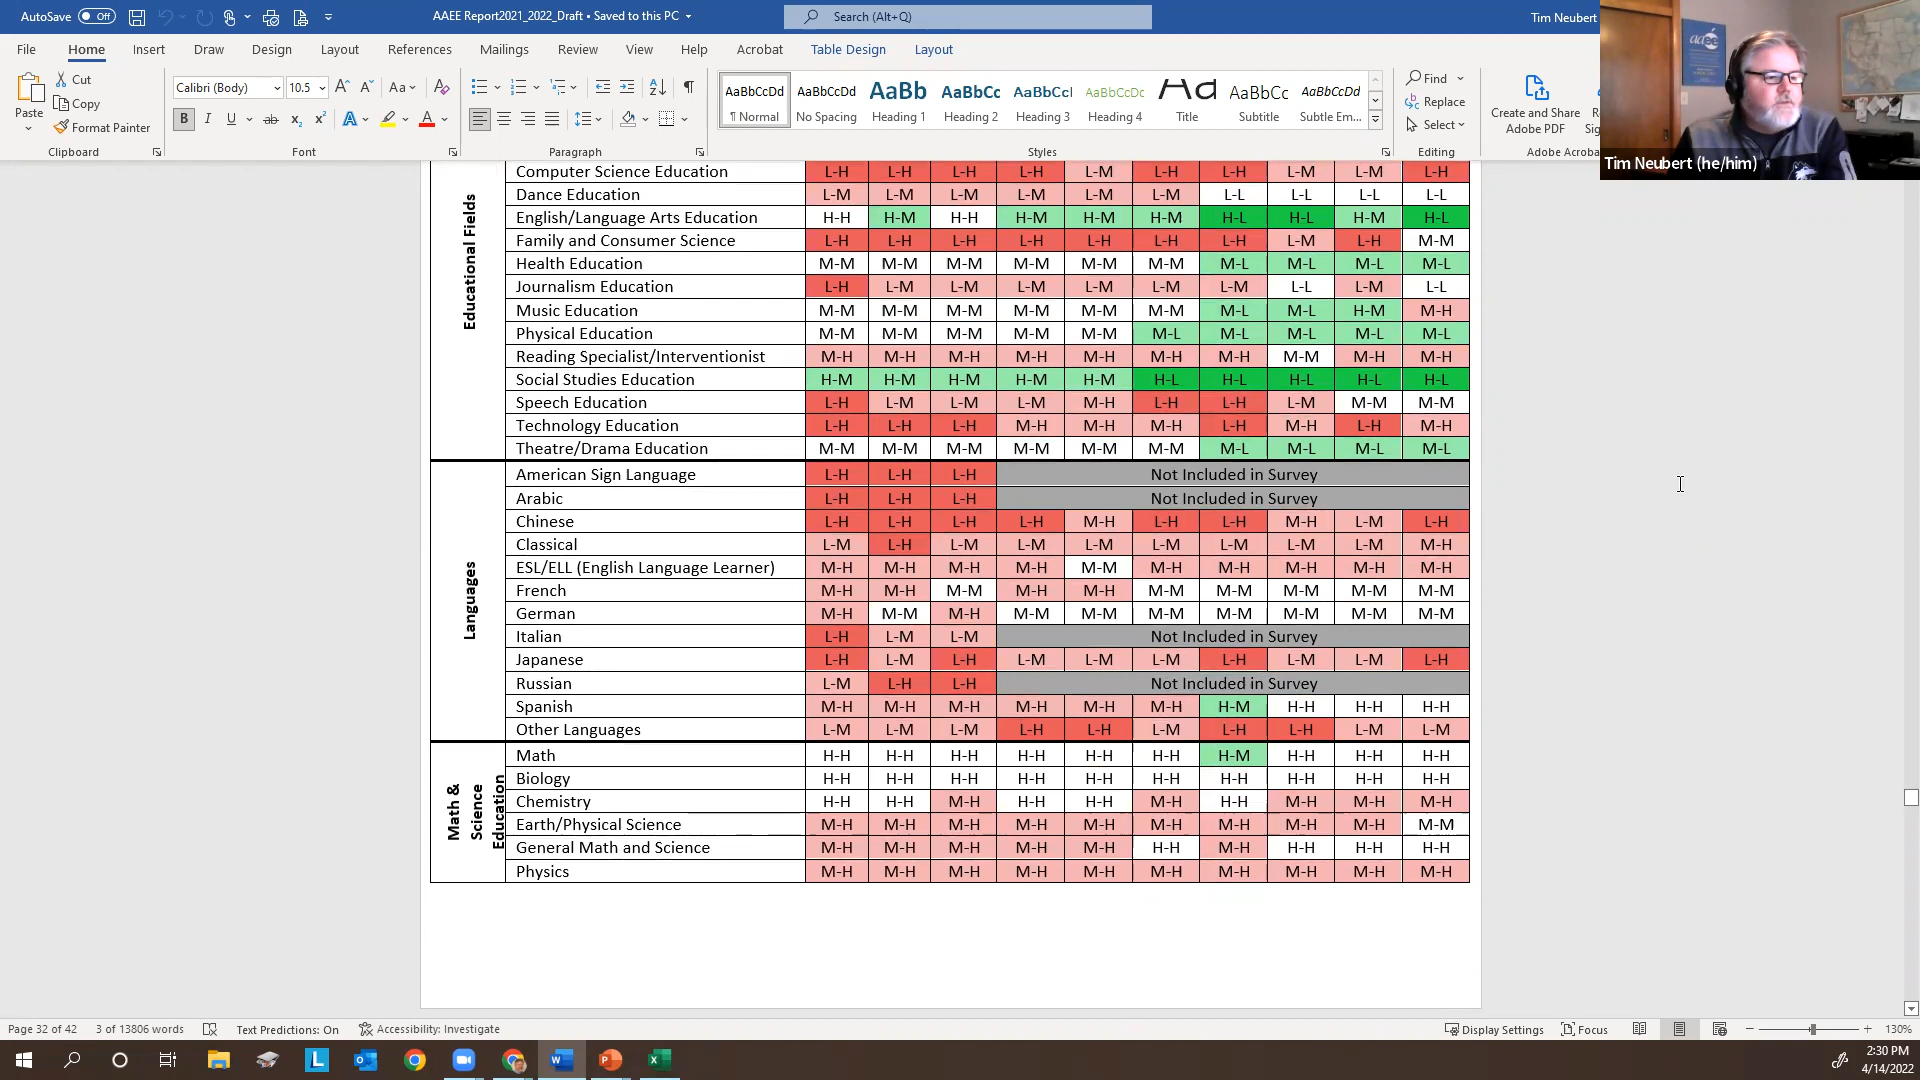 AutoSave Off AAEE Report2021_2022_Draft • Saved to this PC Search (Alt+Q) Tim Neubert
File Home Insert Draw Design Layout References Mailings Review View Help Acrobat Table Design Layout
Paste Cut Copy Format Painter
Calibri (Body) 10.5
AaBbCcDd AaBbCcDd AaBb AaBbCc AaBbCcI AaBbCcDc Aa AaBbCc AaBbCcDd
¶ Normal No Spacing Heading 1 Heading 2 Heading 3 Heading 4 Title Subtitle Subtle Em...
Find Replace Select
Create and Share Adobe PDF
Clipboard Font Paragraph Styles Editing Adobe Acroba
Tim Neubert (he/him)
Educational Fields
Computer Science Education L-H L-H L-H L-H L-M L-H L-H L-M L-M L-H
Dance Education L-M L-M L-M L-M L-M L-M L-L L-L L-L L-L
English/Language Arts Education H-H H-M H-H H-M H-M H-M H-L H-L H-M H-L
Family and Consumer Science L-H L-H L-H L-H L-H L-H L-H L-M L-H M-M
Health Education M-M M-M M-M M-M M-M M-M M-L M-L M-L M-L
Journalism Education L-H L-M L-M L-M L-M L-M L-M L-L L-M L-L
Music Education M-M M-M M-M M-M M-M M-M M-L M-L H-M M-H
Physical Education M-M M-M M-M M-M M-M M-L M-L M-L M-L M-L
Reading Specialist/Interventionist M-H M-H M-H M-H M-H M-H M-H M-M M-H M-H
Social Studies Education H-M H-M H-M H-M H-M H-L H-L H-L H-L H-L
Speech Education L-H L-M L-M L-M M-H L-H L-H L-M M-M M-M
Technology Education L-H L-H L-H M-H M-H M-H L-H M-H L-H M-H
Theatre/Drama Education M-M M-M M-M M-M M-M M-M M-L M-L M-L M-L
Languages
American Sign Language L-H L-H L-H Not Included in Survey
Arabic L-H L-H L-H Not Included in Survey
Chinese L-H L-H L-H L-H M-H L-H L-H M-H L-M L-H
Classical L-M L-H L-M L-M L-M L-M L-M L-M L-M M-H
ESL/ELL (English Language Learner) M-H M-H M-H M-H M-M M-H M-H M-H M-H M-H
French M-H M-H M-M M-H M-H M-M M-M M-M M-M M-M
German M-H M-M M-H M-M M-M M-M M-M M-M M-M M-M
Italian L-H L-M L-M Not Included in Survey
Japanese L-H L-M L-H L-M L-M L-M L-H L-M L-M L-H
Russian L-M L-H L-H Not Included in Survey
Spanish M-H M-H M-H M-H M-H M-H H-M H-H H-H H-H
Other Languages L-M L-M L-M L-H L-H L-M L-H L-H L-M L-M
Math &
Science
Education
Math H-H H-H H-H H-H H-H H-H H-M H-H H-H H-H
Biology H-H H-H H-H H-H H-H H-H H-H H-H H-H H-H
Chemistry H-H H-H M-H H-H H-H M-H H-H M-H M-H M-H
Earth/Physical Science M-H M-H M-H M-H M-H M-H M-H M-H M-H M-M
General Math and Science M-H M-H M-H M-H M-H H-H M-H H-H H-H H-H
Physics M-H M-H M-H M-H M-H M-H M-H M-H M-H M-H
Page 32 of 42 3 of 13806 words Text Predictions: On Accessibility: Investigate Display Settings Focus 130%
2:30 PM
4/14/2022